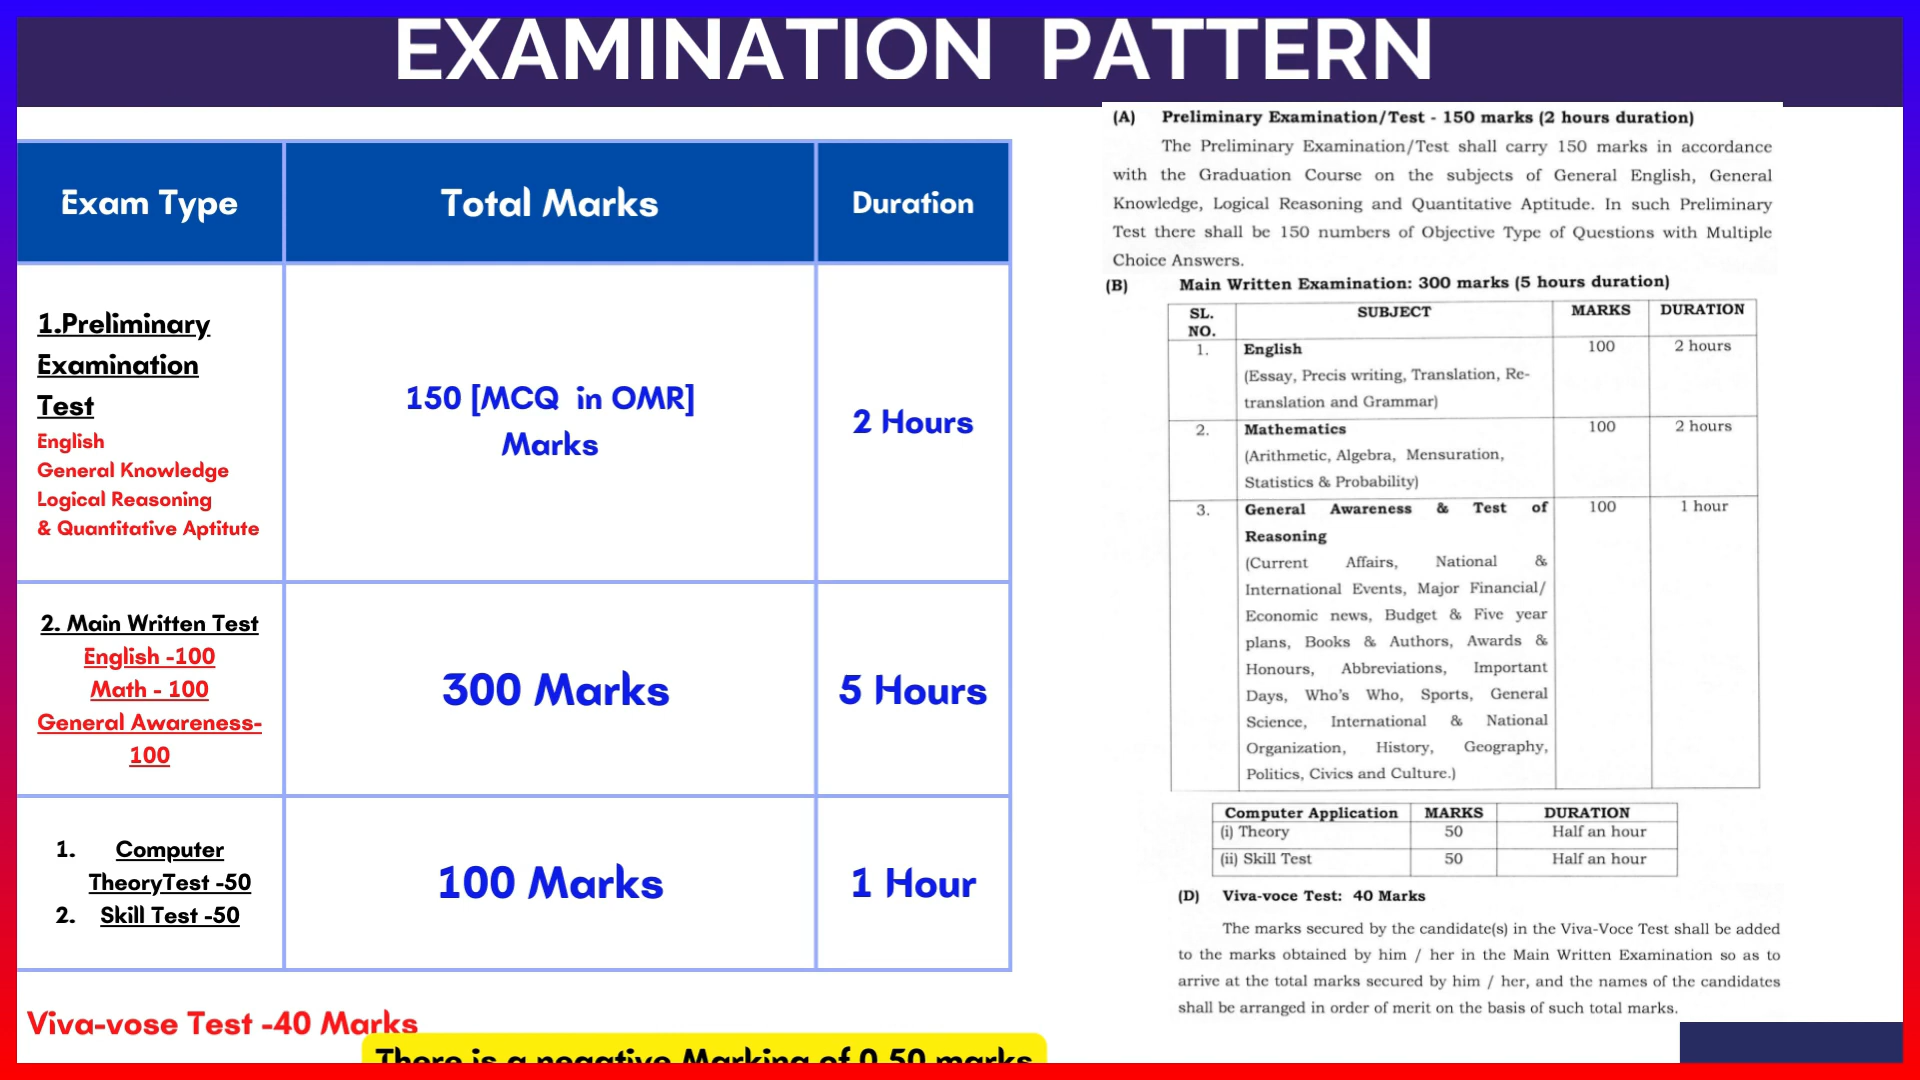 EXAMINATION PATTERN
Exam Type
Total Marks
Duration
1.Preliminary
Examination
Test
English
General Knowledge
Logical Reasoning
& Quantitative Aptitute
150 [MCQ in OMR]
Marks
2 Hours
2. Main Written Test
English -100
Math - 100
General Awareness-
100
300 Marks
5 Hours
1. Computer
TheoryTest -50
2. Skill Test -50
100 Marks
1 Hour
Viva-vose Test -40 Marks
There is a negative Marking of 0.50 marks
(A) Preliminary Examination/Test - 150 marks (2 hours duration)
The Preliminary Examination/Test shall carry 150 marks in accordance
with the Graduation Course on the subjects of General English, General
Knowledge, Logical Reasoning and Quantitative Aptitude. In such Preliminary
Test there shall be 150 numbers of Objective Type of Questions with Multiple
Choice Answers.
(B) Main Written Examination: 300 marks (5 hours duration)
SL.
NO.
SUBJECT
MARKS
DURATION
1.
English
(Essay, Precis writing, Translation, Re-
translation and Grammar)
100
2 hours
2.
Mathematics
(Arithmetic, Algebra, Mensuration,
Statistics & Probability)
100
2 hours
3.
General Awareness & Test of
Reasoning
(Current Affairs, National &
International Events, Major Financial/
Economic news, Budget & Five year
plans, Books & Authors, Awards &
Honours, Abbreviations, Important
Days, Who's Who, Sports, General
Science, International & National
Organization, History, Geography,
Politics, Civics and Culture.)
100
1 hour
Computer Application MARKS DURATION
(i) Theory 50 Half an hour
(ii) Skill Test 50 Half an hour
(D) Viva-voce Test: 40 Marks
The marks secured by the candidate(s) in the Viva-Voce Test shall be added
to the marks obtained by him / her in the Main Written Examination so as to
arrive at the total marks secured by him / her, and the names of the candidates
shall be arranged in order of merit on the basis of such total marks.